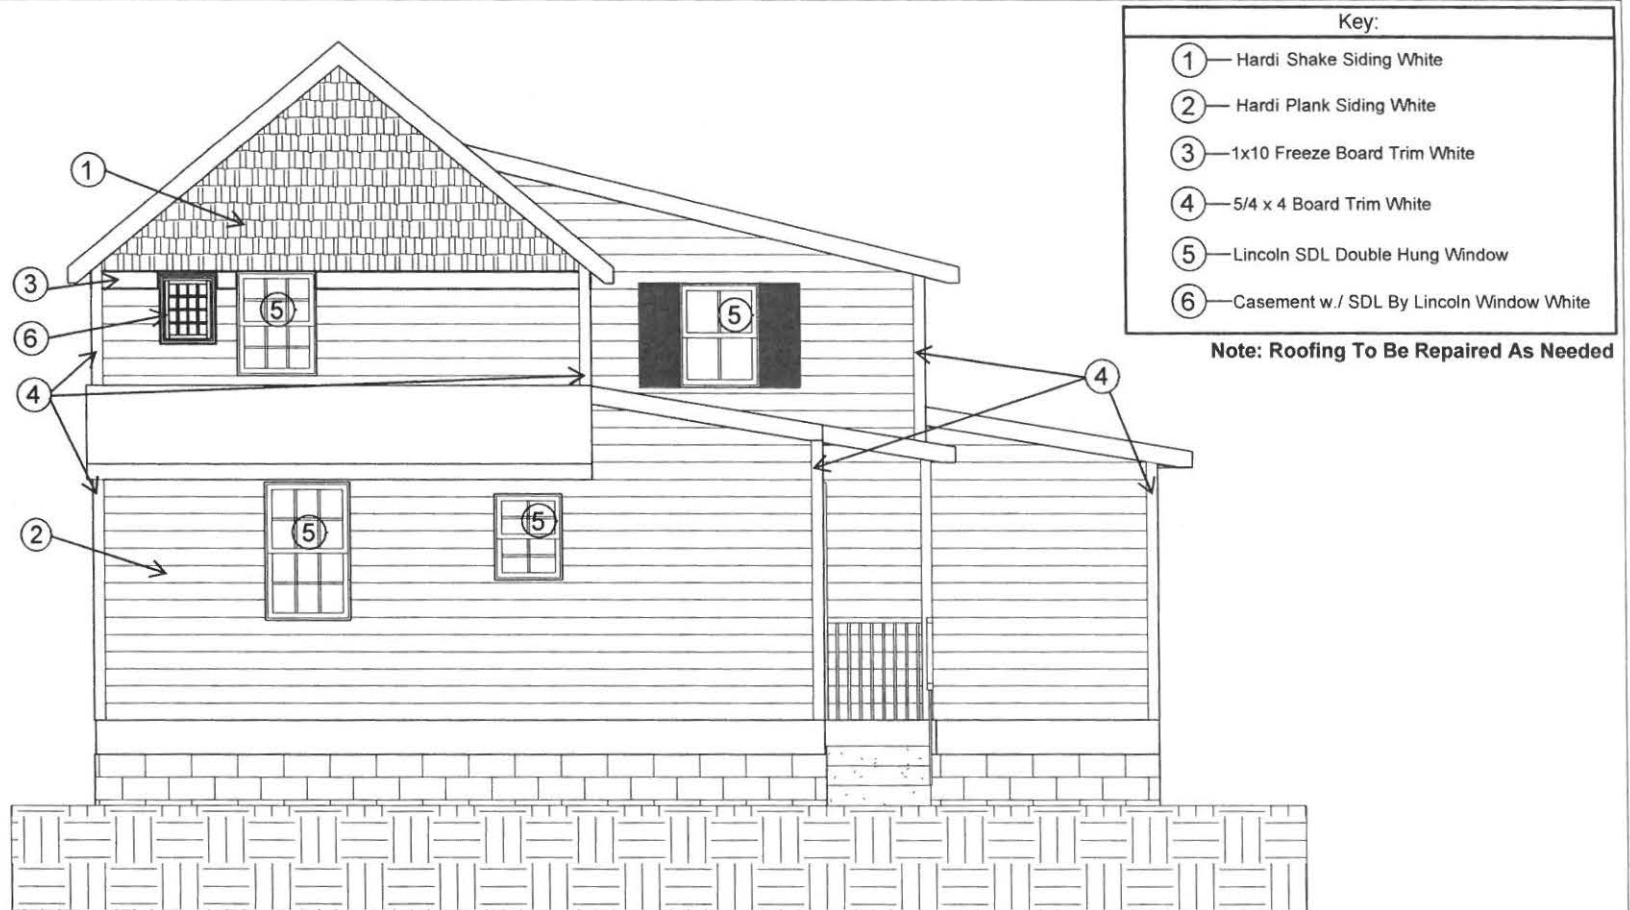 Key:
1 Hardi Shake Siding White
2 Hardi Plank Siding White
3 1x10 Freeze Board Trim White
4 5/4 x 4 Board Trim White
5 Lincoln SDL Double Hung Window
6 Casement w./ SDL By Lincoln Window White
Note: Roofing To Be Repaired As Needed
1
3
5
5
6
4
4
5
5
2